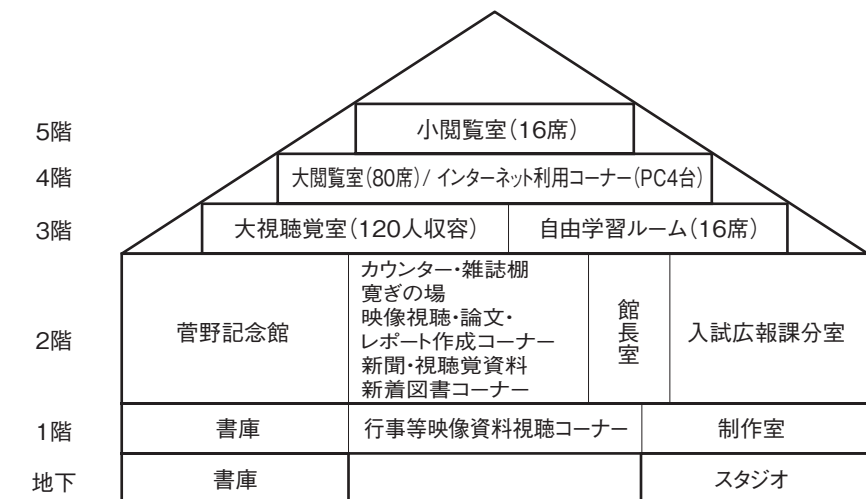 5階
小閲覧室(16席)
4階
大閲覧室(80席)/ インターネット利用コーナー(PC4台)
3階
大視聴覚室(120人収容)
自由学習ルーム(16席)
2階
菅野記念館
カウンター・雑誌棚
寛ぎの場
映像視聴・論文・
レポート作成コーナー
新聞・視聴覚資料
新着図書コーナー
館長室
入試広報課分室
1階
書庫
行事等映像資料視聴コーナー
制作室
地下
書庫
スタジオ